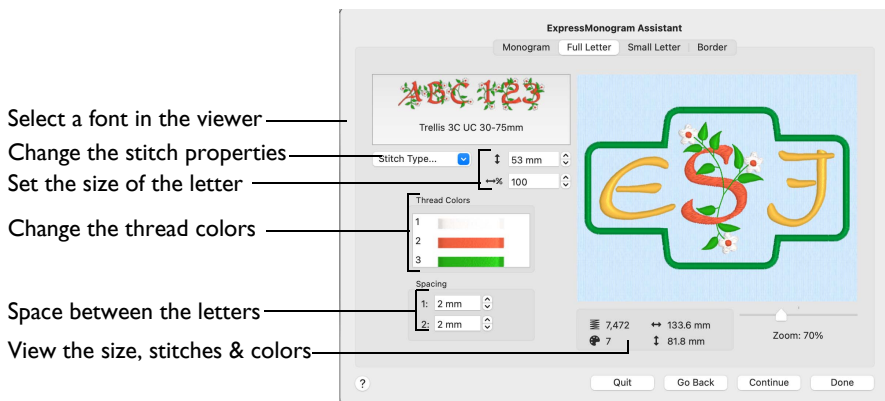 ExpressMonogram Assistant
Monogram Full Letter Small Letter Border
ABC 123
Trellis 3C UC 30-75mm
Select a font in the viewer
Change the stitch properties
Stitch Type...
53 mm
Set the size of the letter
% 100
Thread Colors
Change the thread colors
1
2
3
Spacing
Space between the letters
1: 2 mm
2: 2 mm
View the size, stitches & colors
7,472 133.6 mm
7 81.8 mm
Zoom: 70%
E S J
? Quit Go Back Continue Done